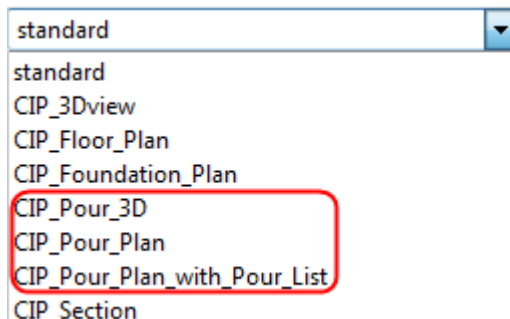 standard
standard
CIP_3Dview
CIP_Floor_Plan
CIP_Foundation_Plan
CIP_Pour_3D
CIP_Pour_Plan
CIP_Pour_Plan_with_Pour_List
CIP_Section